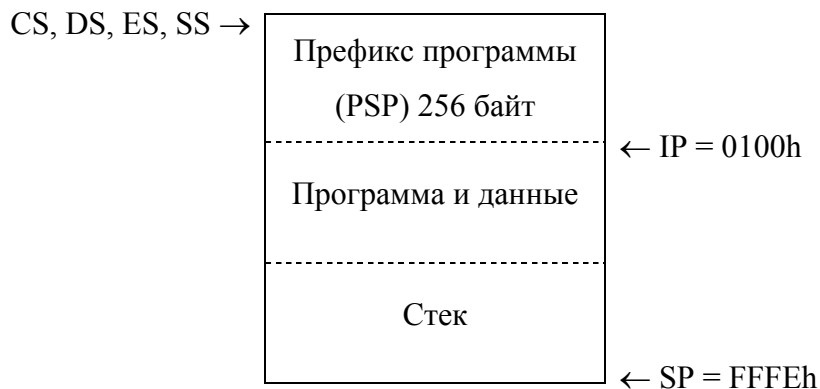 CS, DS, ES, SS →
Префикс программы
(PSP) 256 байт
← IP = 0100h
Программа и данные
Стек
← SP = FFFEh